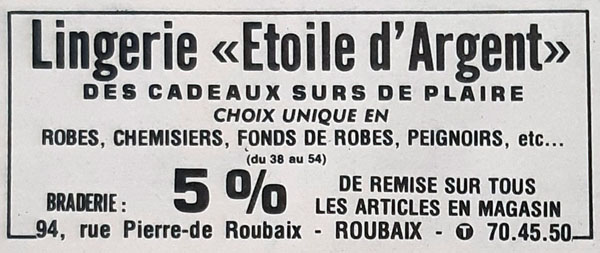 Lingerie «Etoile d'Argent»
DES CADEAUX SURS DE PLAIRE
CHOIX UNIQUE EN
ROBES, CHEMISIERS, FONDS DE ROBES, PEIGNOIRS, etc...
(du 38 au 54)
BRADERIE : 5 % DE REMISE SUR TOUS
LES ARTICLES EN MAGASIN
94, rue Pierre-de Roubaix - ROUBAIX - T 70.45.50